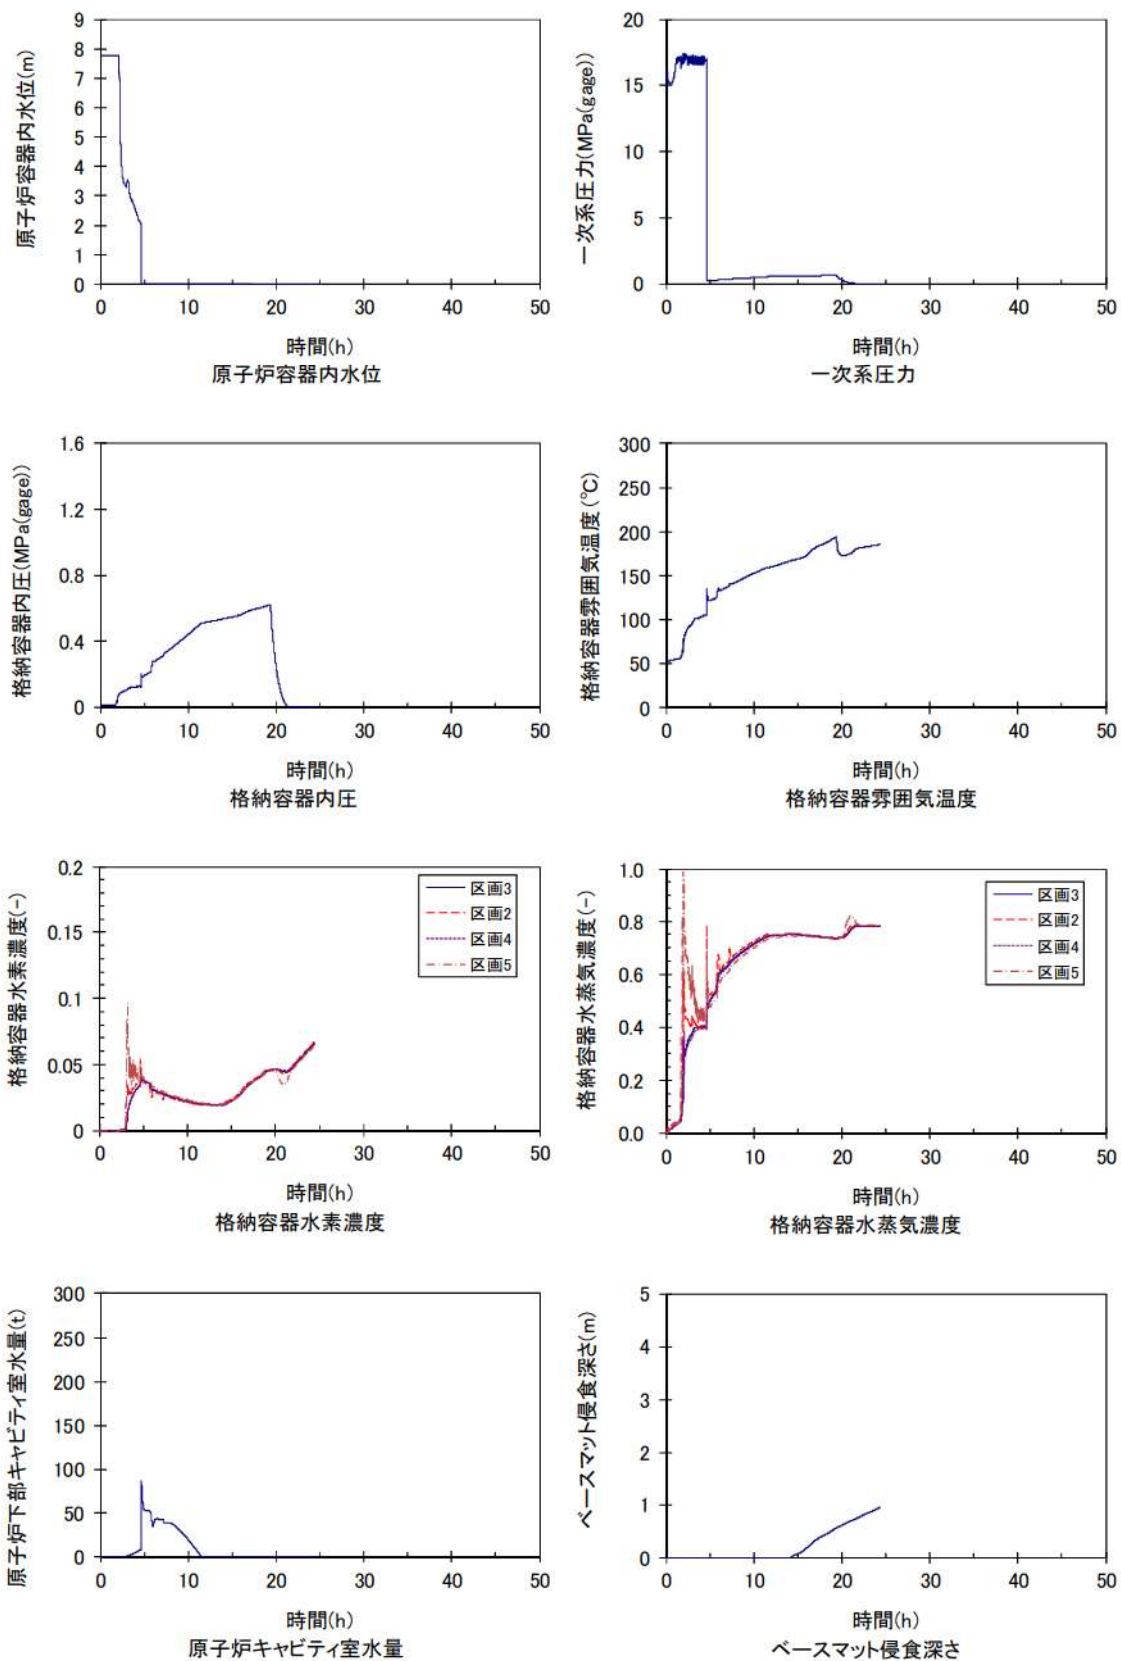 原子炉容器内水位(m)
9
8
7
6
5
4
3
2
1
0
0 10 20 30 40 50
時間(h)
原子炉容器内水位
一次系圧力(MPa(gage))
20
15
10
5
0
0 10 20 30 40 50
時間(h)
一次系圧力
格納容器内圧(MPa(gage))
1.6
1.2
0.8
0.4
0
0 10 20 30 40 50
時間(h)
格納容器内圧
格納容器雰囲気温度(℃)
300
250
200
150
100
50
0
0 10 20 30 40 50
時間(h)
格納容器雰囲気温度
格納容器水素濃度(-)
0.2
0.15
0.1
0.05
0
区画3
区画2
区画4
区画5
0 10 20 30 40 50
時間(h)
格納容器水素濃度
格納容器水蒸気濃度(-)
1.0
0.8
0.6
0.4
0.2
0.0
区画3
区画2
区画4
区画5
0 10 20 30 40 50
時間(h)
格納容器水蒸気濃度
原子炉下部キャビティ室水量(t)
300
250
200
150
100
50
0
0 10 20 30 40 50
時間(h)
原子炉キャビティ室水量
ベースマット侵食深さ(m)
5
4
3
2
1
0
0 10 20 30 40 50
時間(h)
ベースマット侵食深さ